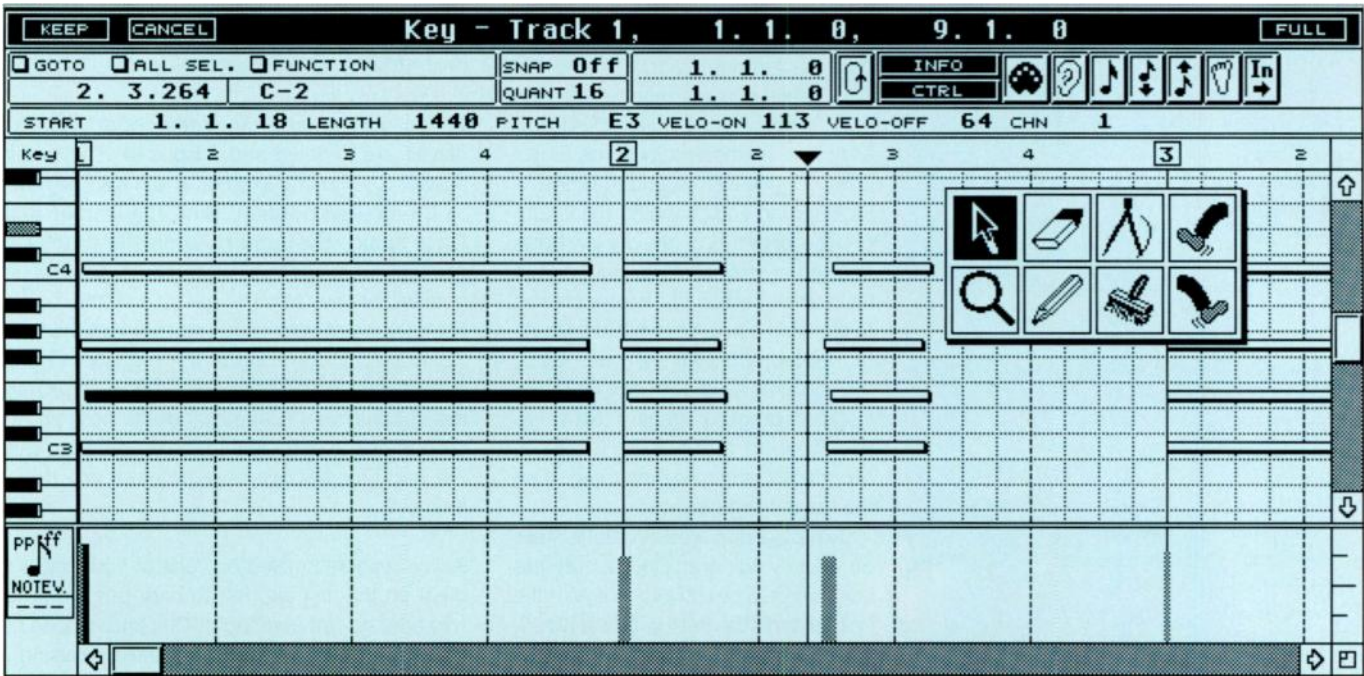 KEEP CANCEL Key - Track 1, 1. 1. 0, 9. 1. 0 FULL
GOTO ALL SEL. FUNCTION SNAP Off 1. 1. 0 INFO
2. 3.264 C-2 QUANT 16 1. 1. 0 CTRL In
START 1. 1. 18 LENGTH 1440 PITCH E3 VELO-ON 113 VELO-OFF 64 CHN 1
Key 1 2 3 4 2 2 3 4 3 2
C4
C3
PP ff
NOTEV.
---